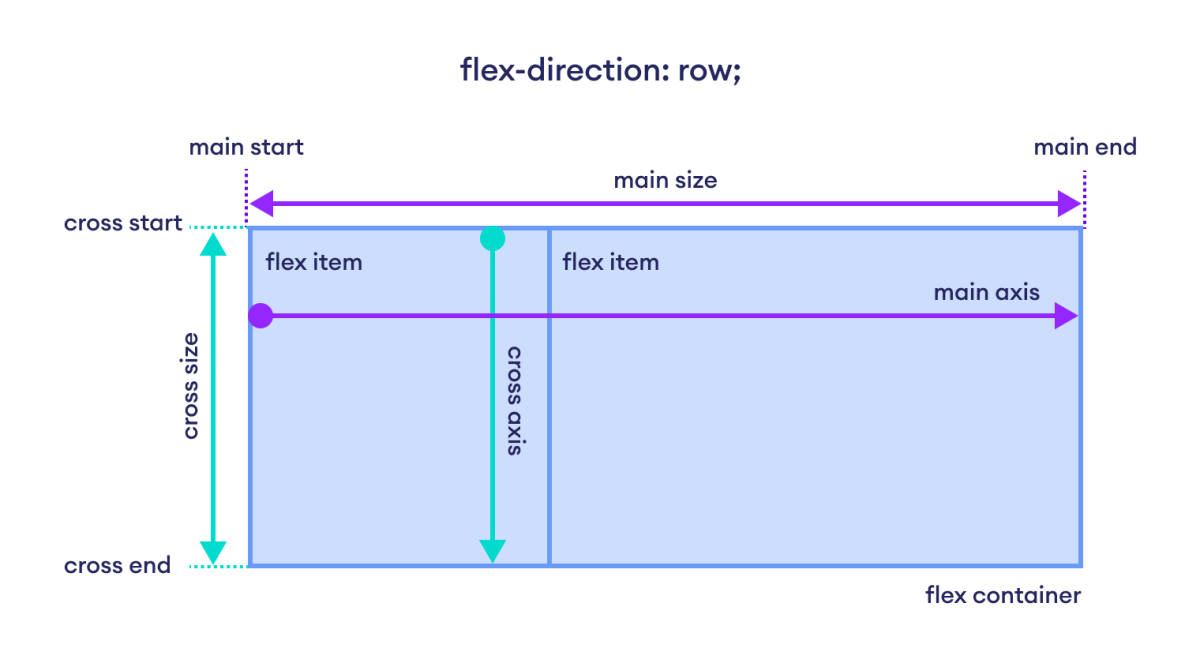 flex-direction: row;
main start
main end
main size
cross start
flex item
flex item
main axis
cross size
cross axis
cross end
flex container